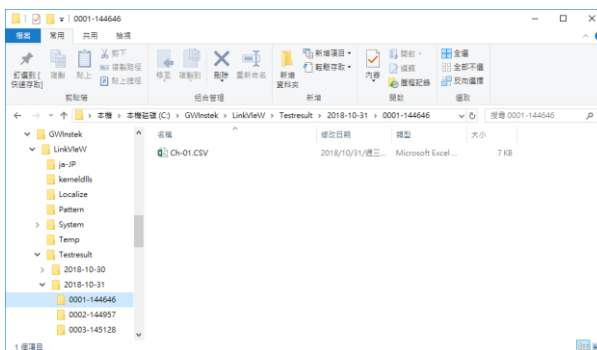 0001-144646
檔案 常用 共用 檢視
釘選到 [快速存取] 複製 貼上 剪下 複製路徑 貼上捷徑
移至 複製到 刪除 重新命名
新增資料夾 新增項目 輕鬆存取
內容 開啟 編輯 歷程記錄
全選 全部不選 反向選擇
剪貼簿 組合管理 新增 開啟 選取
本機 > 本機磁碟 (C:) > GWInstek > LinkVIeW > Testresult > 2018-10-31 > 0001-144646 搜尋 0001-144646
名稱 修改日期 類型 大小
Ch-01.CSV 2018/10/31/週三... Microsoft Excel ... 7 KB
GWInstek
LinkVIeW
ja-JP
kerneldlls
Localize
Pattern
System
Temp
Testresult
2018-10-30
2018-10-31
0001-144646
0002-144957
0003-145128
1 個項目